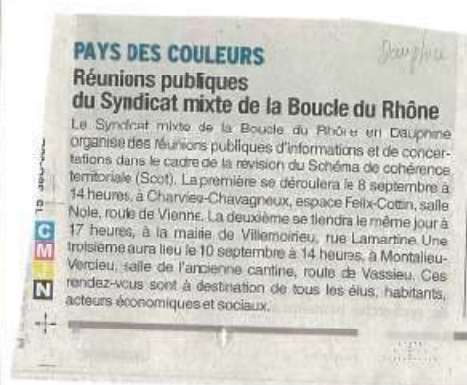 PAYS DES COULEURS
Dauphiné
Réunions publiques
du Syndicat mixte de la Boucle du Rhône
Le Syndicat mixte de la Boucle du Rhône en Dauphiné
organise des réunions publiques d'informations et de concer-
tations dans le cadre de la révision du Schéma de cohérence
territoriale (Scot). La première se déroulera le 8 septembre à
14 heures, à Charvieu-Chavagneux, espace Felix-Cottin, salle
Nole, route de Vienne. La deuxième se tiendra le même jour à
17 heures, à la mairie de Villemoirieu, rue Lamartine. Une
troisième aura lieu le 10 septembre à 14 heures, à Montalieu-
Vercieu, salle de l'ancienne cantine, route de Vassieu. Ces
rendez-vous sont à destination de tous les élus, habitants,
acteurs économiques et sociaux.
C
M
J
N